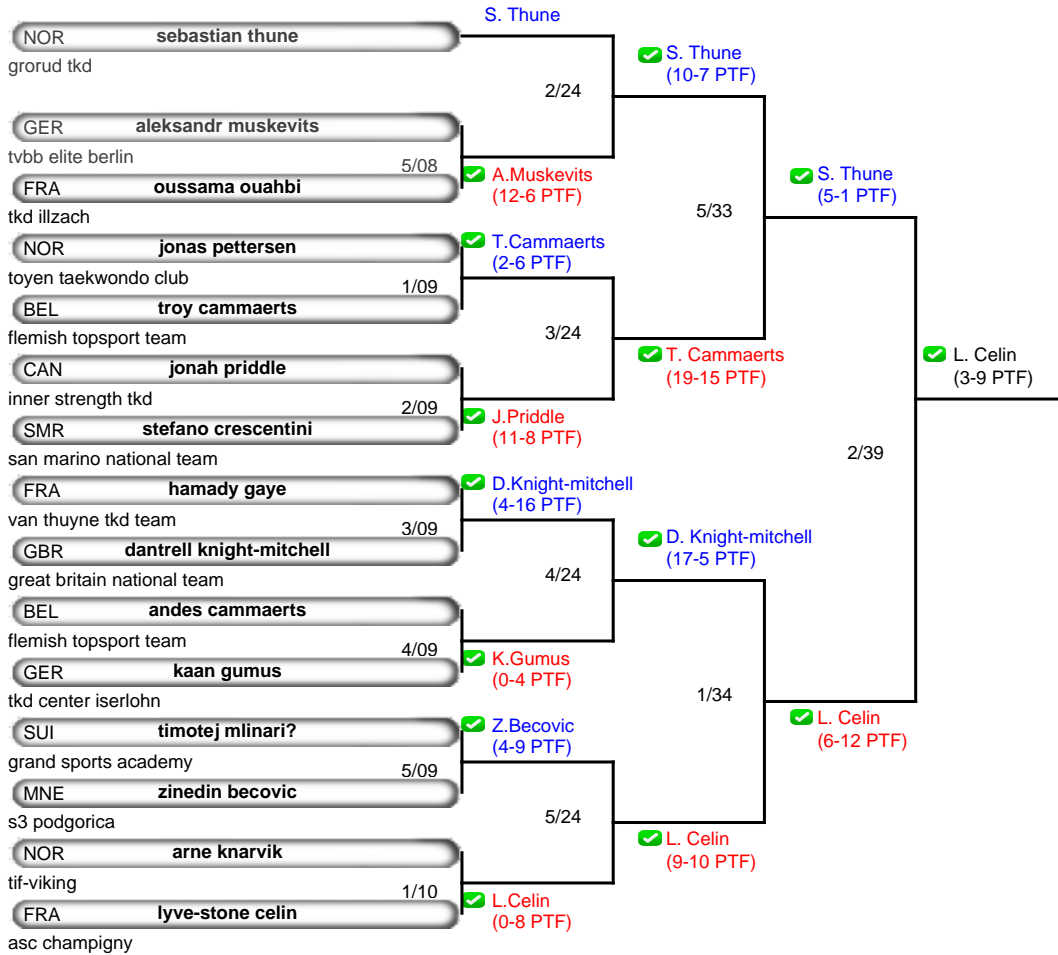 S. Thune
NOR sebastian thune
grorud tkd
S. Thune
(10-7 PTF)
2/24
GER aleksandr muskevits
tvbb elite berlin
5/08
A.Muskevits
(12-6 PTF)
S. Thune
(5-1 PTF)
FRA oussama ouahbi
tkd illzach
5/33
NOR jonas pettersen
T.Cammaerts
(2-6 PTF)
toyen taekwondo club
1/09
BEL troy cammaerts
flemish topsport team
3/24
T. Cammaerts
(19-15 PTF)
L. Celin
(3-9 PTF)
CAN jonah priddle
inner strength tkd
2/09
J.Priddle
(11-8 PTF)
SMR stefano crescentini
san marino national team
2/39
FRA hamady gaye
D.Knight-mitchell
(4-16 PTF)
van thuyne tkd team
3/09
D. Knight-mitchell
(17-5 PTF)
GBR dantrell knight-mitchell
great britain national team
4/24
BEL andes cammaerts
flemish topsport team
4/09
K.Gumus
(0-4 PTF)
GER kaan gumus
tkd center iserlohn
1/34
L. Celin
(6-12 PTF)
SUI timotej mlinari?
Z.Becovic
(4-9 PTF)
grand sports academy
5/09
MNE zinedin becovic
s3 podgorica
5/24
L. Celin
(9-10 PTF)
NOR arne knarvik
tif-viking
1/10
L.Celin
(0-8 PTF)
FRA lyve-stone celin
asc champigny